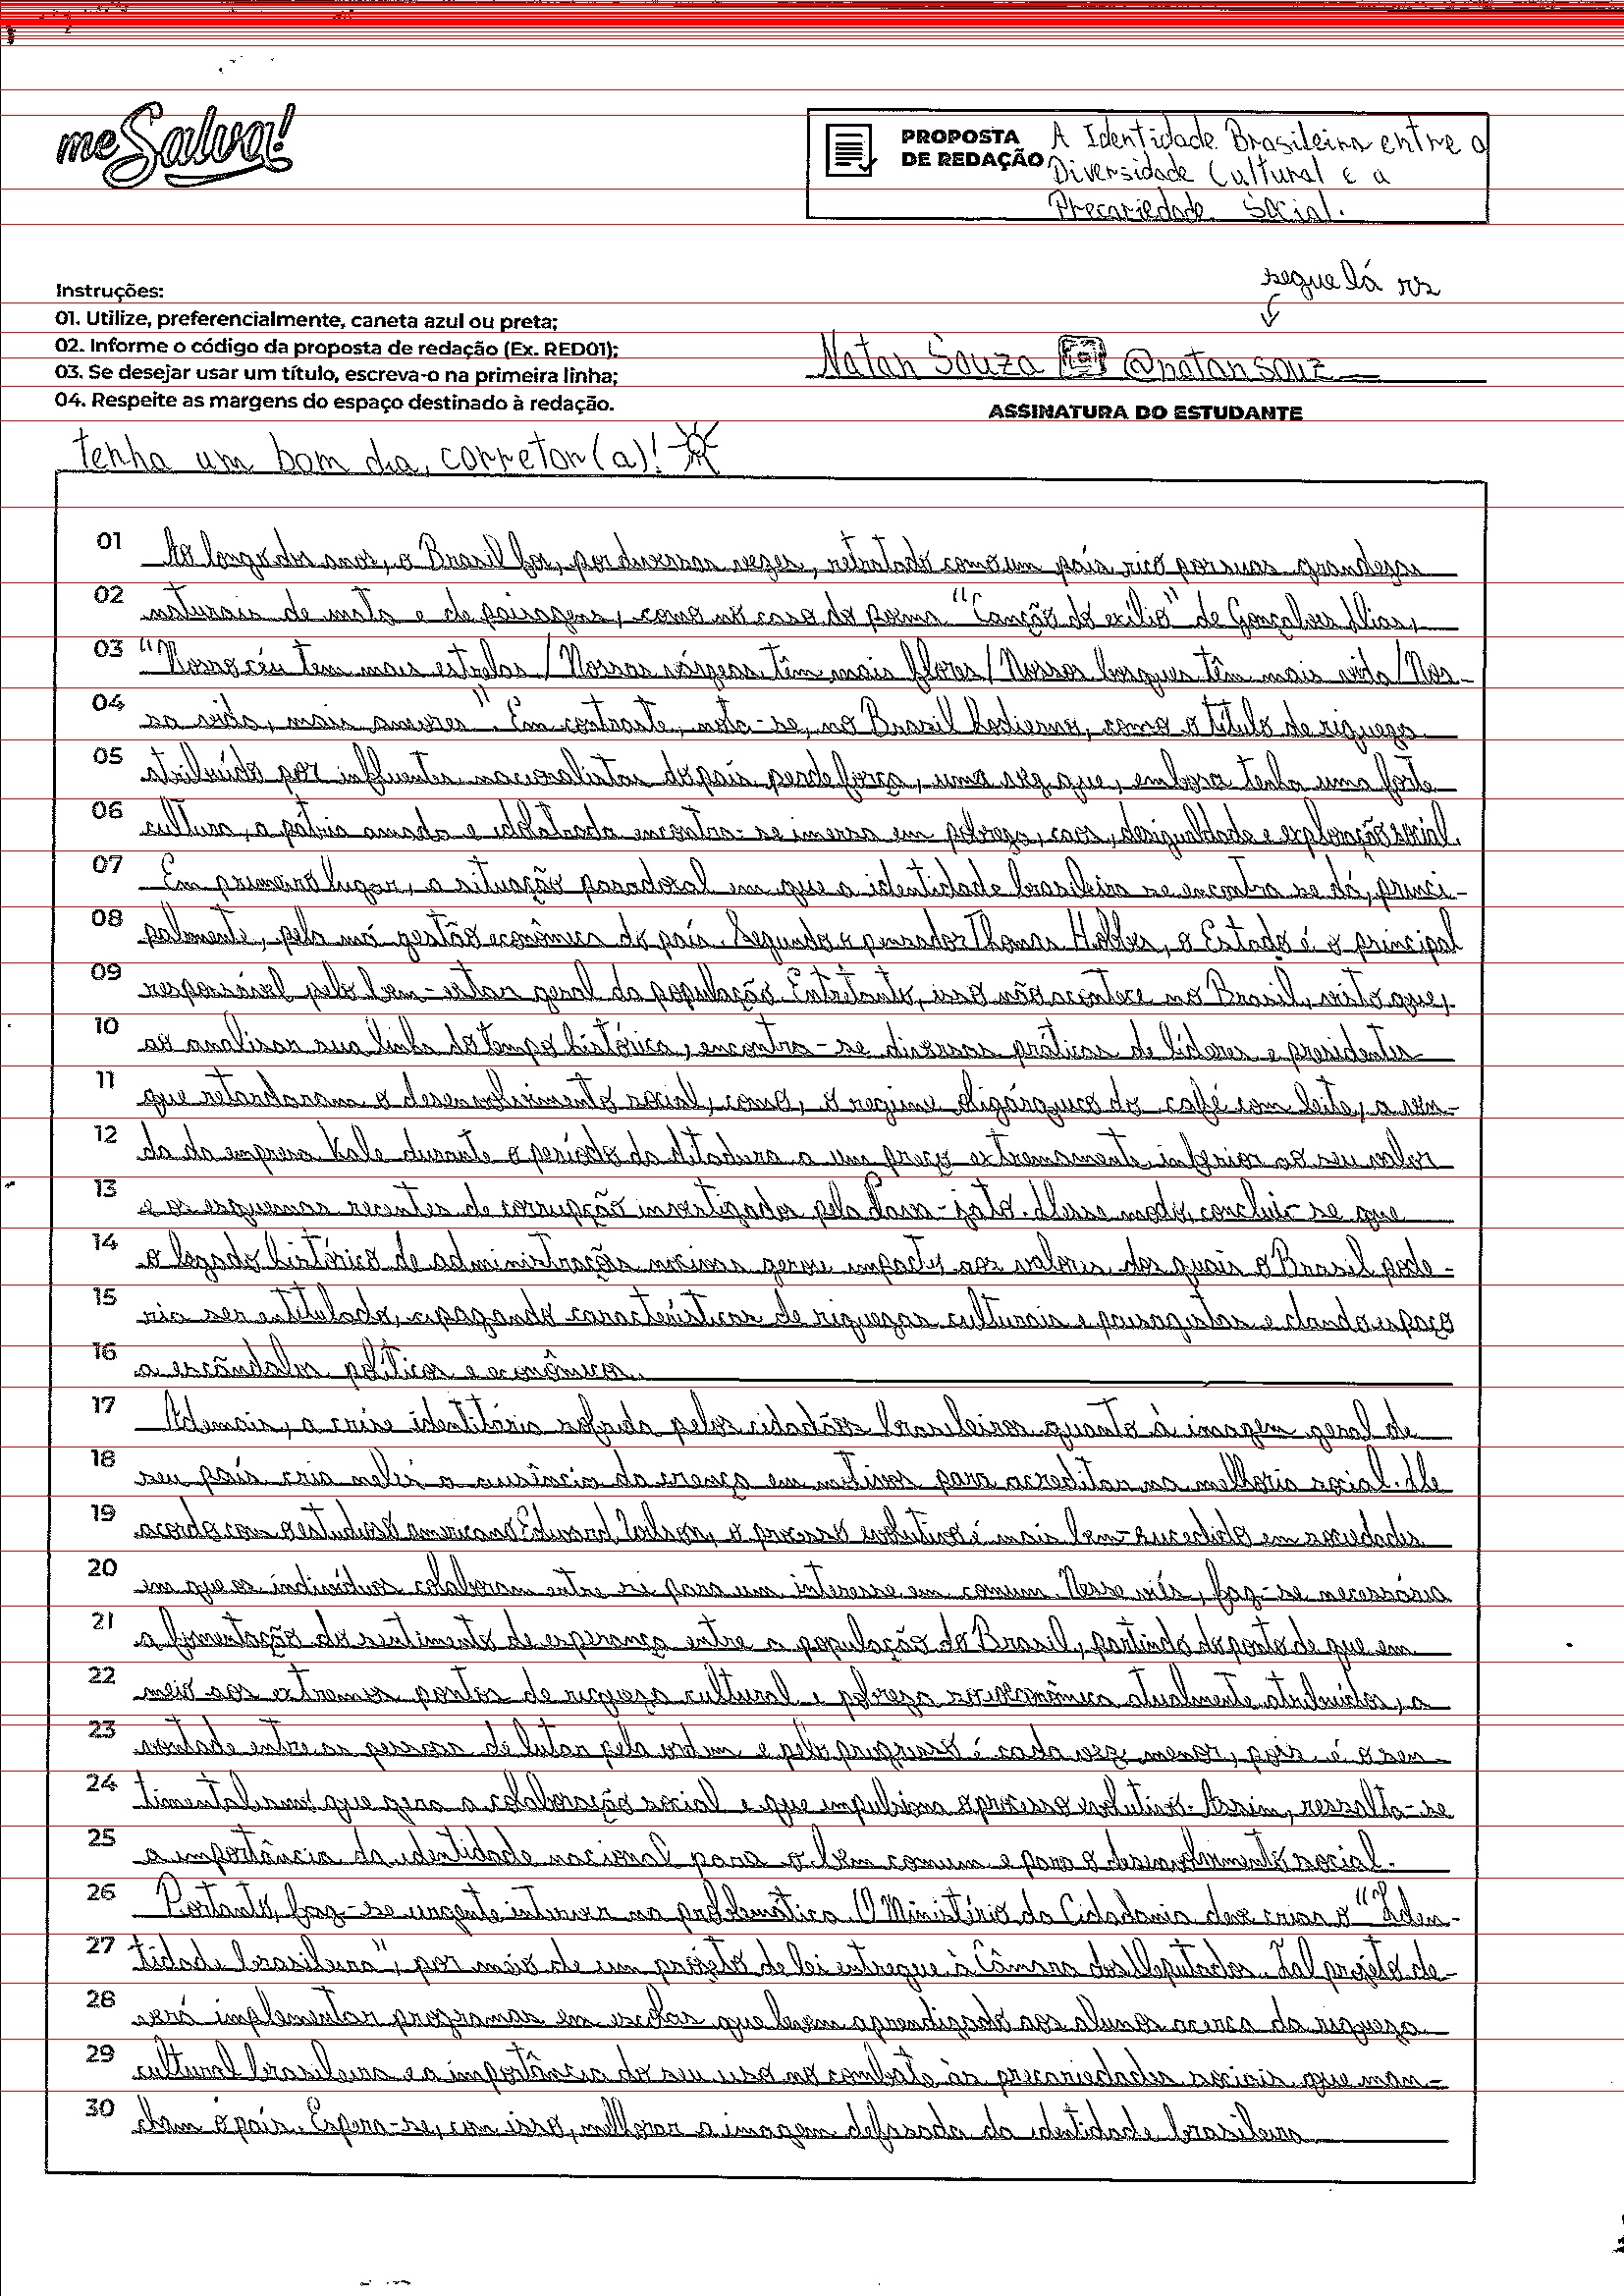 me Salva!
PROPOSTA DE REDAÇÃO A Identidade Brasileira entre a
Diversidade Cultural e a
Precariedade Social.
segue lá rs
Instruções:
01. Utilize, preferencialmente, caneta azul ou preta;
02. Informe o código da proposta de redação (Ex. RED01);
03. Se desejar usar um título, escreva-o na primeira linha;
04. Respeite as margens do espaço destinado à redação.
Natan Souza @natansouz
ASSINATURA DO ESTUDANTE
tenha um bom dia, corretor(a)!
01 Ao longo dos anos, o Brasil foi, por diversas vezes, retratado como um país rico por suas grandezas
02 naturais de mata e de paisagens, como no caso do poema "Canção do exílio" de Gonçalves Dias,
03 "Nosso céu tem mais estrelas / Nossas várzeas têm mais flores / Nossos bosques têm mais vida / Nos-
04 sa vida, mais amores". Em contraste, nota-se, no Brasil hodierno, como o título de riqueza
05 atribuído por influentes nacionalistas do país perde força, uma vez que, embora tenha uma forte
06 cultura, a pátria amada e idolatrada encontra-se imersa em pobreza, caos, desigualdade e exploração social.
07 Em primeiro lugar, a situação paradoxal em que a identidade brasileira se encontra se dá, princi-
08 palmente, pela má gestão econômica do país. Segundo o pensador Thomas Hobbes, o Estado é o principal
09 responsável pelo bem-estar geral da população. Entretanto, isso não acontece no Brasil, visto que,
10 ao analisar sua linha do tempo histórica, encontra-se diversas práticas de líderes e presidentes
11 que retardaram o desenvolvimento social, como, o regime oligárquico do café com leite, a ven-
12 da da empresa Vale durante o período da ditadura a um preço extremamente inferior ao seu valor
13 e os esquemas recentes de corrupção investigados pela Lava-jato. Desse modo, conclui-se que
14 o legado histórico de administrações nocivas gerou impacto aos valores dos quais o Brasil pode-
15 ria ser entitulado, apagando características de riquezas culturais e paisagistas e dando espaço
16 a escândalos políticos e econômicos.
17 Ademais, a crise identitária sofrida pelos cidadãos brasileiros quanto à imagem geral de
18 seu país cria neles a ausência da crença em motivos para acreditar na melhoria social. De
19 acordo com o estudioso americano Edward, o processo evolutivo é mais bem-sucedido em sociedades
20 em que os indivíduos colaboram entre si para um interesse em comum. Nesse viés, faz-se necessária
21 a fomentação do sentimento de esperança entre a população do Brasil, partindo do ponto de que em
22 meio aos extremos pontos de riqueza cultural e pobreza socioeconômica atualmente atribuídos, a
23 vontade entre as pessoas de lutar pela ordem e pelo progresso é cada vez menor, pois é o sen-
24 timentalismo que gera a colaboração social e que impulsiona o processo evolutivo. Assim, ressalta-se
25 a importância da identidade nacional para o bem comum e para o desenvolvimento social.
26 Portanto, faz-se urgente intervir na problemática. O Ministério da Cidadania deve criar o "Iden-
27 tidade brasileira", por meio de um projeto de lei entregue à Câmara dos Deputados. Tal projeto de-
28 verá implementar programas em escolas que levem aprendizado aos alunos acerca da riqueza
29 cultural brasileira e a importância do seu uso no combate às precariedades sociais que man-
30 cham o país. Espera-se, com isso, melhorar a imagem defasada da identidade brasileira